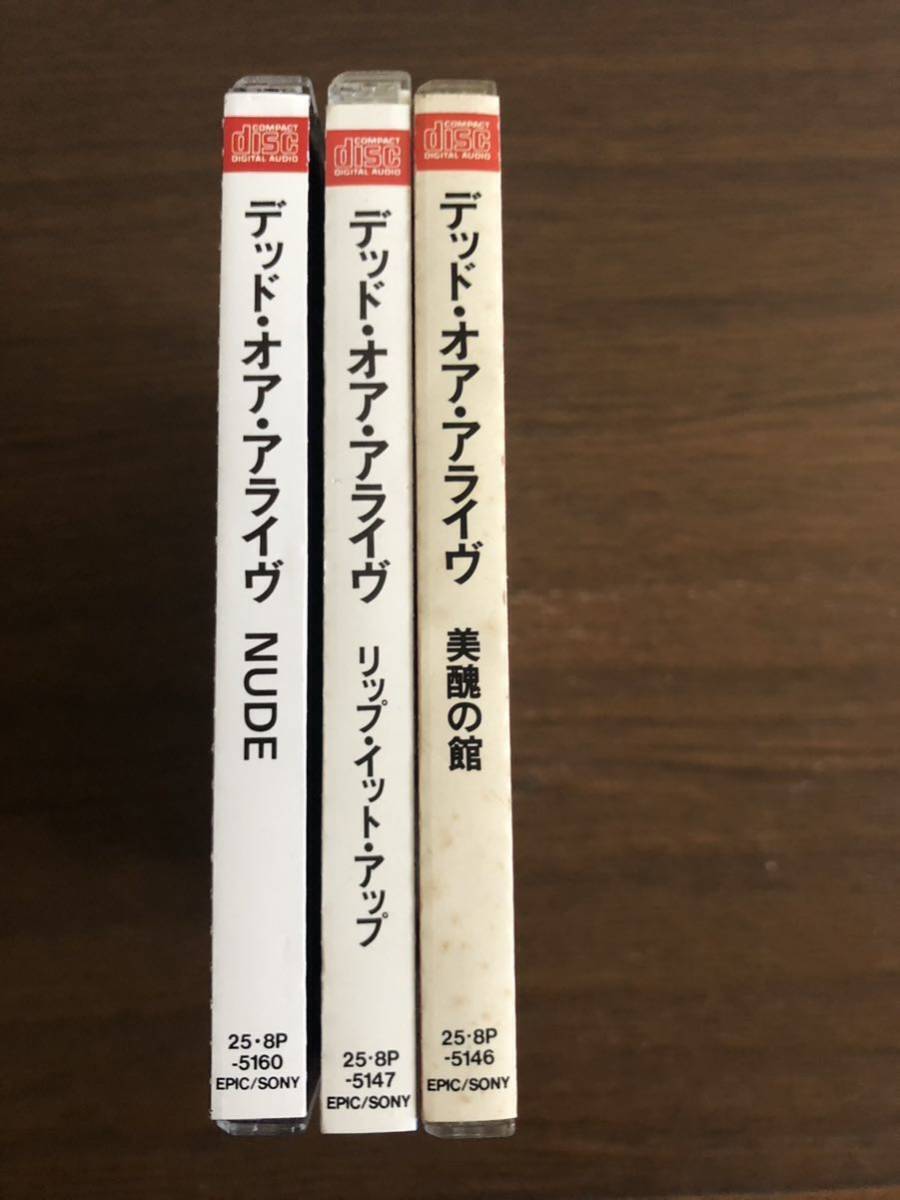 COMPACT
disc
DIGITAL AUDIO
デッド・オア・アライヴ NUDE
25・8P
-5160
EPIC/SONY
COMPACT
disc
DIGITAL AUDIO
デッド・オア・アライヴ リップ・イット・アップ
25・8P
-5147
EPIC/SONY
COMPACT
disc
DIGITAL AUDIO
デッド・オア・アライヴ 美醜の館
25・8P
-5146
EPIC/SONY